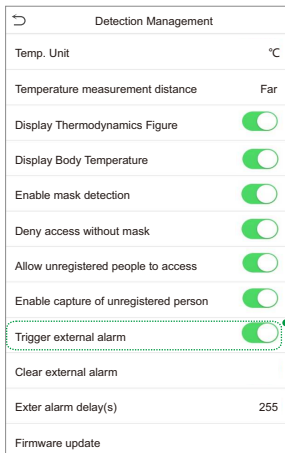 Detection Management
Temp. Unit ℃
Temperature measurement distance Far
Display Thermodynamics Figure
Display Body Temperature
Enable mask detection
Deny access without mask
Allow unregistered people to access
Enable capture of unregistered person
Trigger external alarm
Clear external alarm
Exter alarm delay(s) 255
Firmware update